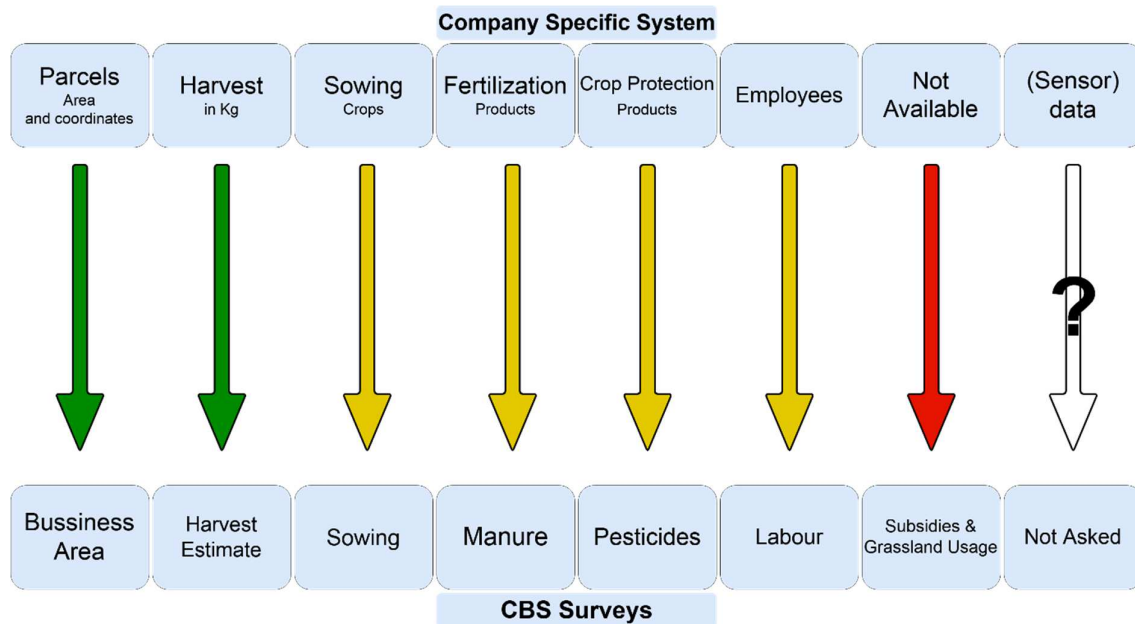 Company Specific System
Parcels
Area
and coordinates
Harvest
in Kg
Sowing
Crops
Fertilization
Products
Crop Protection
Products
Employees
Not
Available
(Sensor)
data
?
Bussiness
Area
Harvest
Estimate
Sowing
Manure
Pesticides
Labour
Subsidies &
Grassland Usage
Not Asked
CBS Surveys